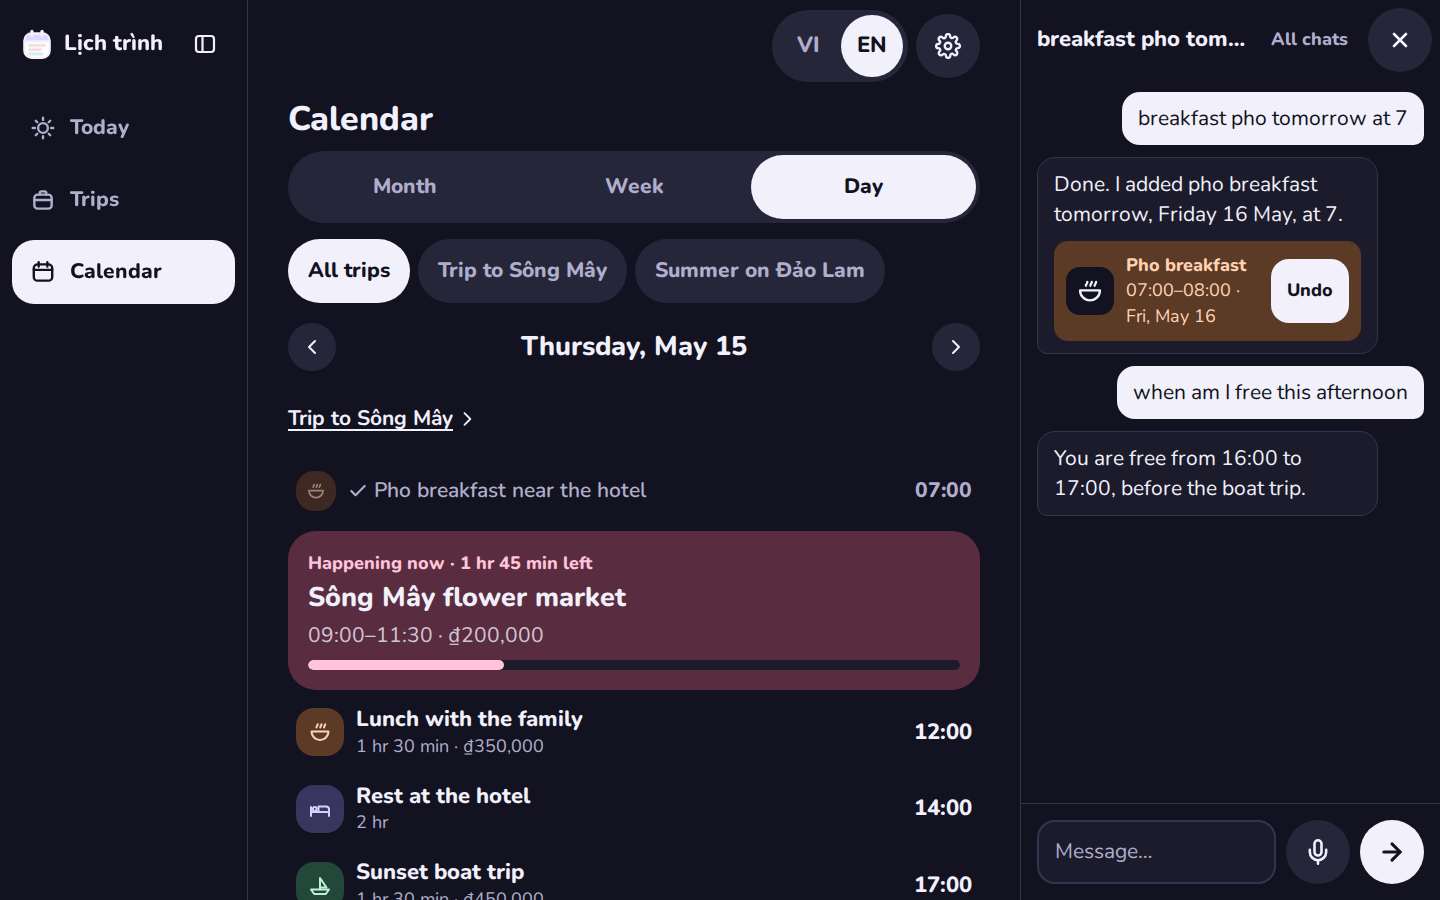 Lịch trình
Today
Trips
Calendar
VI EN
Calendar
Month Week Day
All trips Trip to Sông Mây Summer on Đảo Lam
Thursday, May 15
Trip to Sông Mây
Pho breakfast near the hotel 07:00
Happening now · 1 hr 45 min left
Sông Mây flower market
09:00–11:30 · ₫200,000
Lunch with the family 12:00
1 hr 30 min · ₫350,000
Rest at the hotel 14:00
2 hr
Sunset boat trip 17:00
1 hr 30 min · ₫450,000
breakfast pho tom... All chats
breakfast pho tomorrow at 7
Done. I added pho breakfast
tomorrow, Friday 16 May, at 7.
Pho breakfast
07:00–08:00 ·
Fri, May 16
Undo
when am I free this afternoon
You are free from 16:00 to
17:00, before the boat trip.
Message...